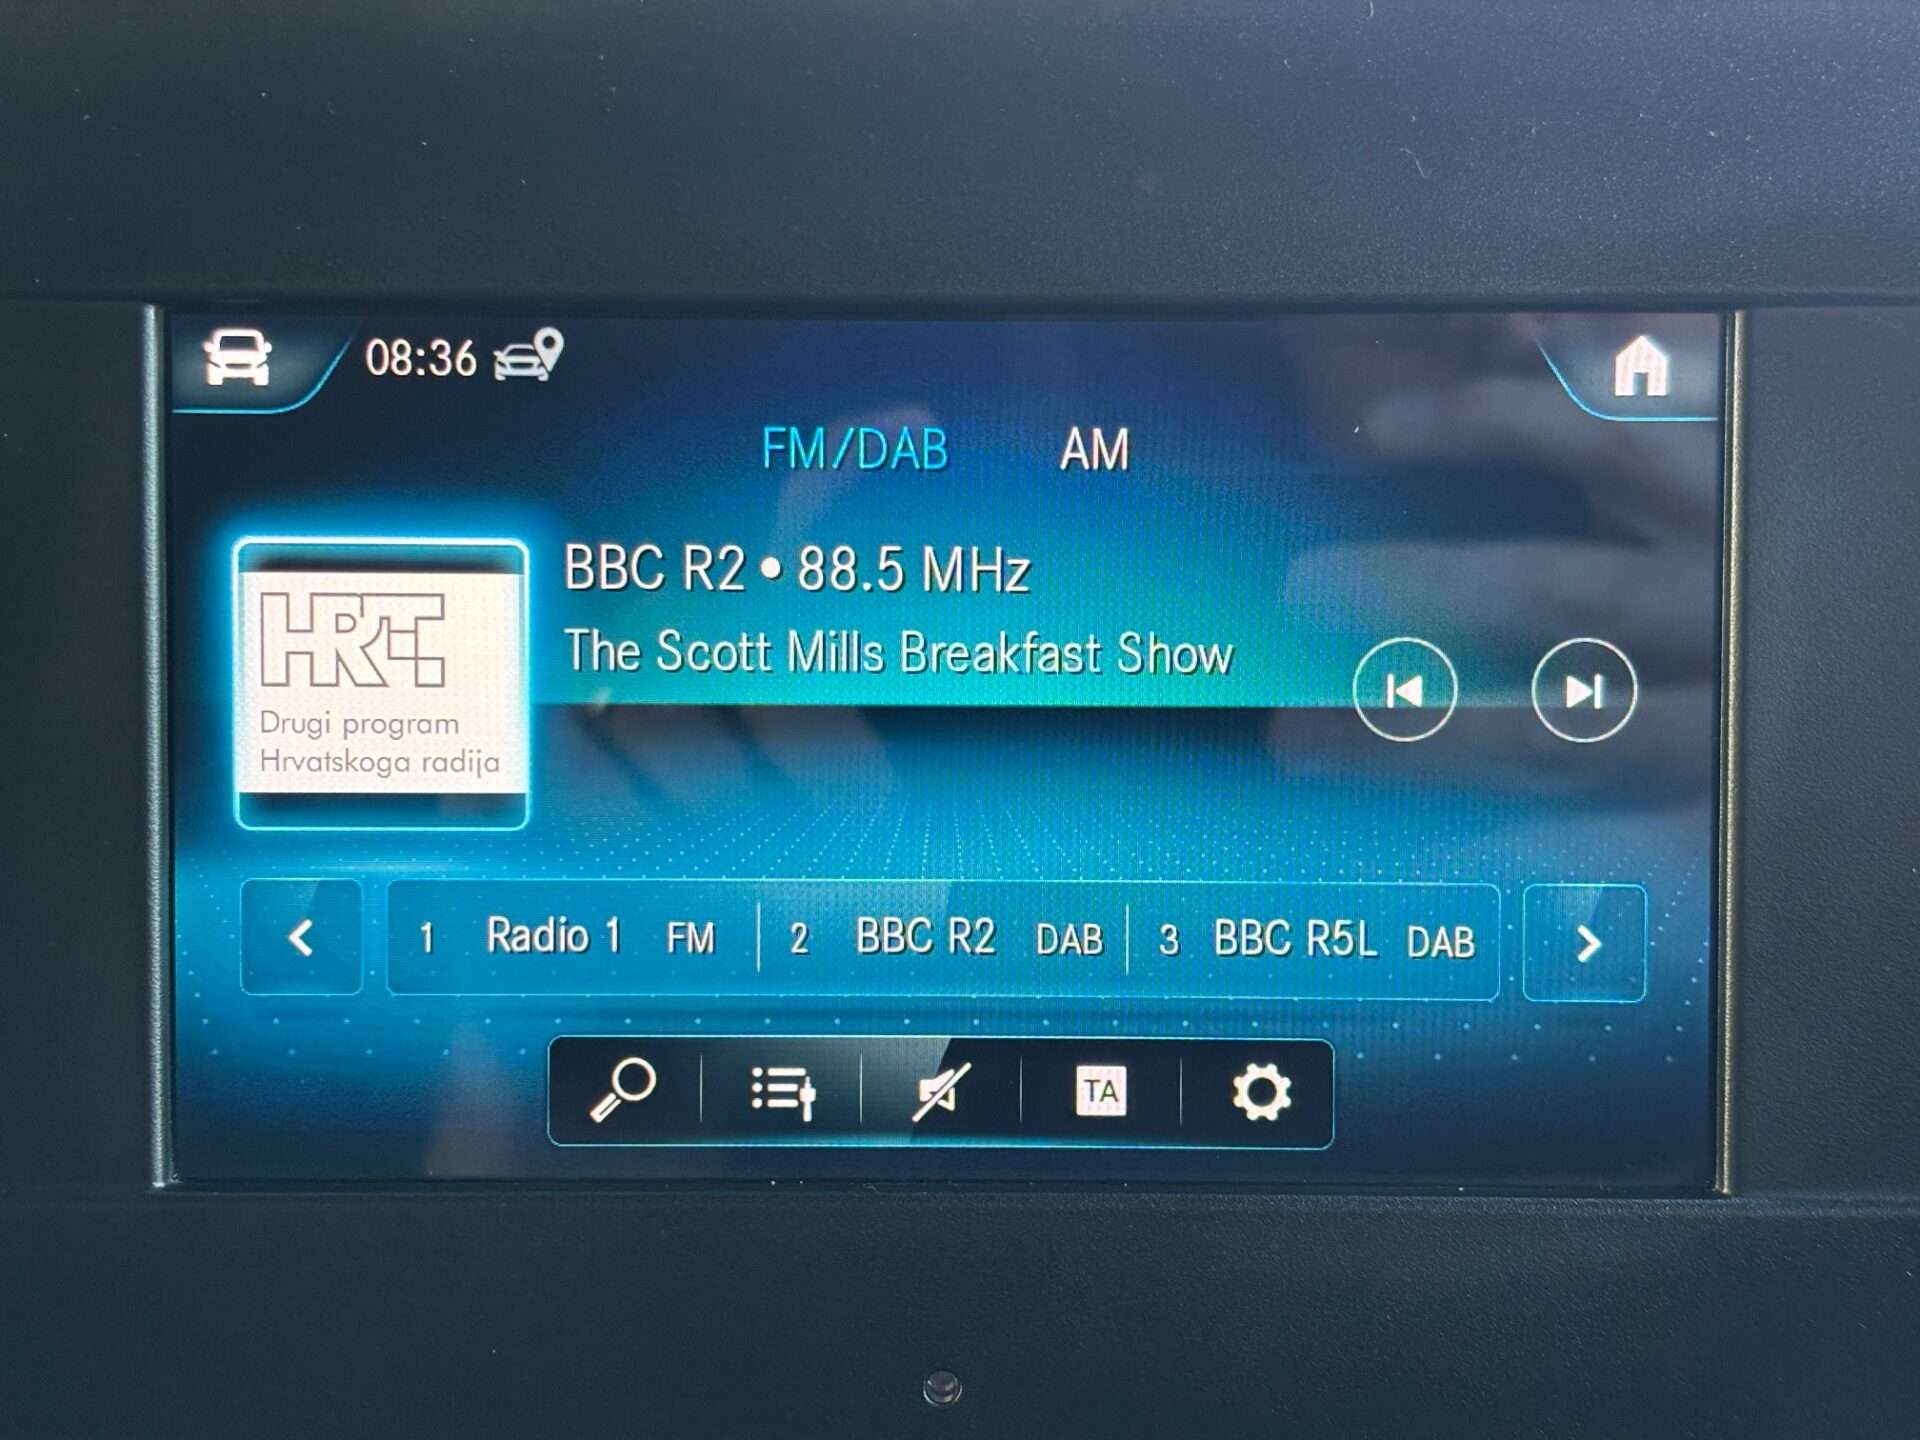 08:36
FM/DAB AM
BBC R2 • 88.5 MHz
The Scott Mills Breakfast Show
HRT
Drugi program
Hrvatskoga radija
1 Radio 1 FM 2 BBC R2 DAB 3 BBC R5L DAB
TA